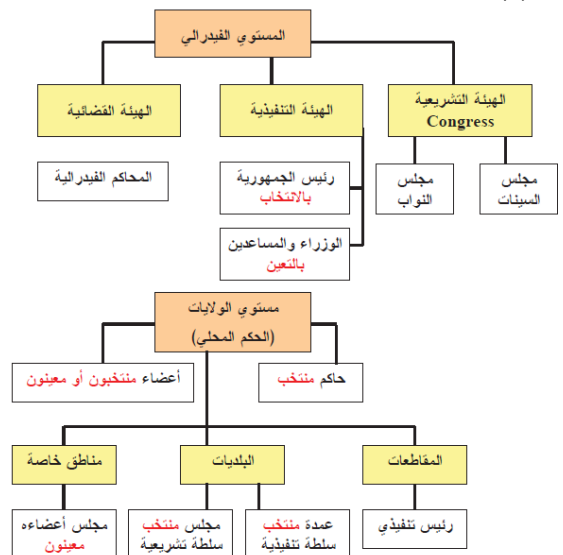 المستوي الفيدرالي
الهيئة التشريعية
Congress
الهيئة التنفيذية
الهيئة القضائية
مجلس
السينات
مجلس
النواب
رئيس الجمهورية
بالانتخاب
الوزراء والمساعدين
بالتعين
المحاكم الفيدرالية
مستوي الولايات
(الحكم المحلي)
حاكم منتخب
أعضاء منتخبون أو معينون
المقاطعات
البلديات
مناطق خاصة
رئيس تنفيذي
عمدة منتخب
سلطة تنفيذية
مجلس منتخب
سلطة تشريعية
مجلس أعضاءه
معينون